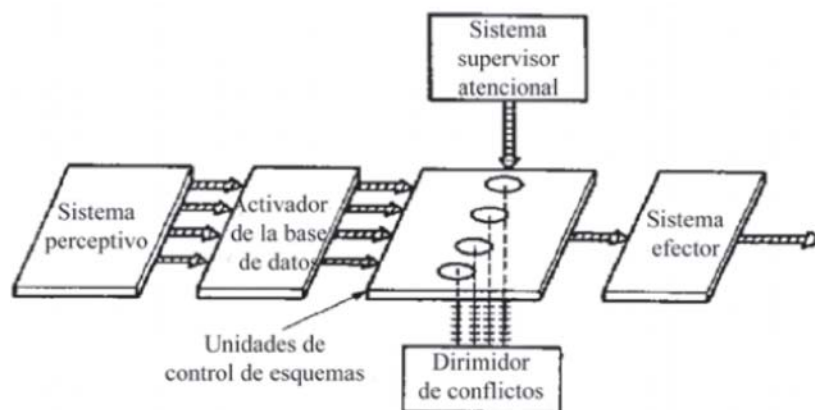 Sistema
supervisor
atencional
Sistema
perceptivo
Activador
de la base
de datos
Sistema
efector
Unidades de
control de esquemas
Dirimidor
de conflictos